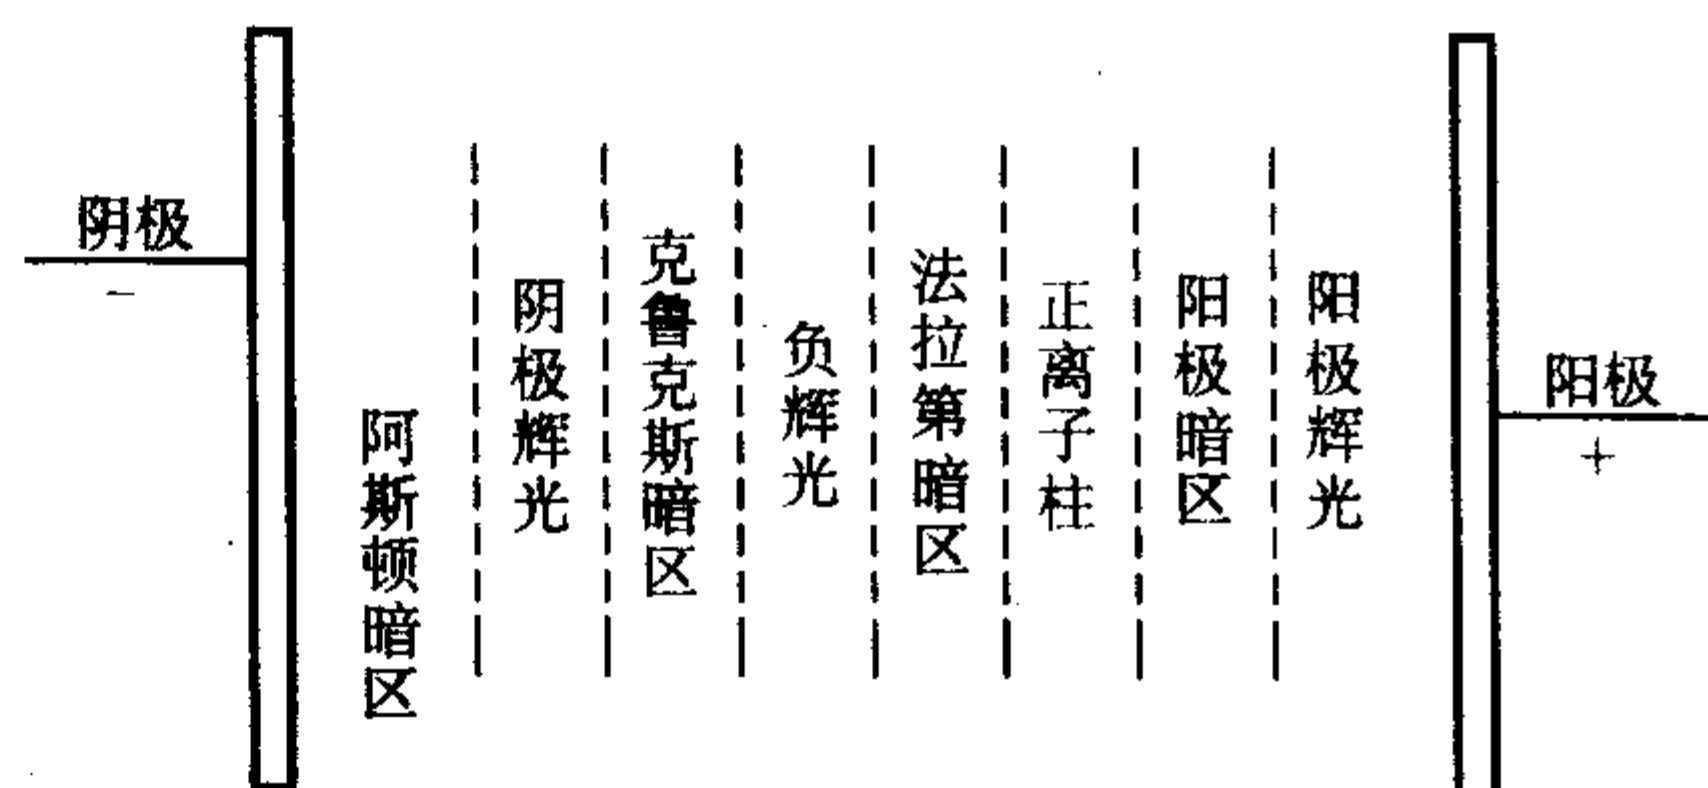 阴极
−
阿斯顿暗区
阴极辉光
克鲁克斯暗区
负辉光
法拉第暗区
正离子柱
阳极暗区
阳极辉光
阳极
+